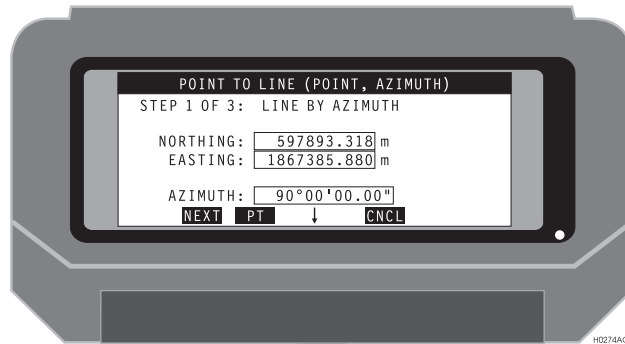 POINT TO LINE (POINT, AZIMUTH)
STEP 1 OF 3: LINE BY AZIMUTH
NORTHING: 597893.318 m
EASTING: 1867385.880 m
AZIMUTH: 90°00'00.00"
NEXT PT ↓ CNCL
H0274AC